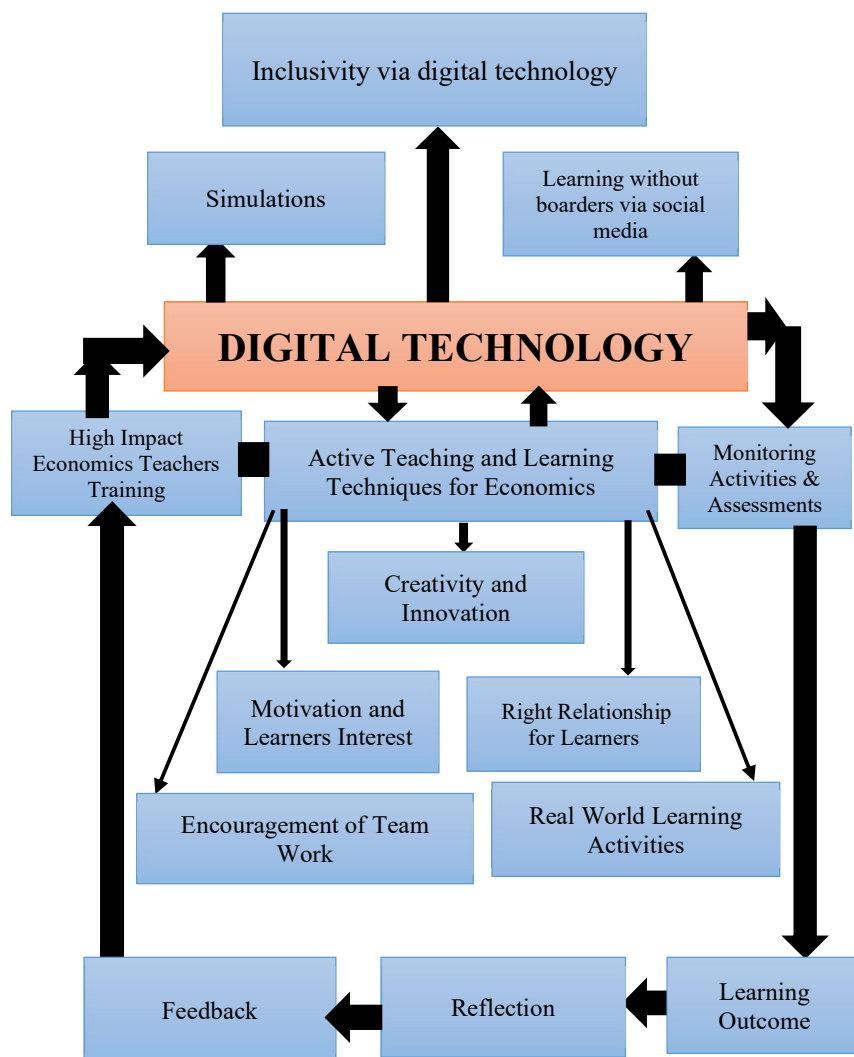 Inclusivity via digital technology
Simulations
Learning without
boarders via social
media
DIGITAL TECHNOLOGY
High Impact
Economics Teachers
Training
Active Teaching and Learning
Techniques for Economics
Monitoring
Activities &
Assessments
Creativity and
Innovation
Motivation and
Learners Interest
Right Relationship
for Learners
Encouragement of Team
Work
Real World Learning
Activities
Feedback
Reflection
Learning
Outcome